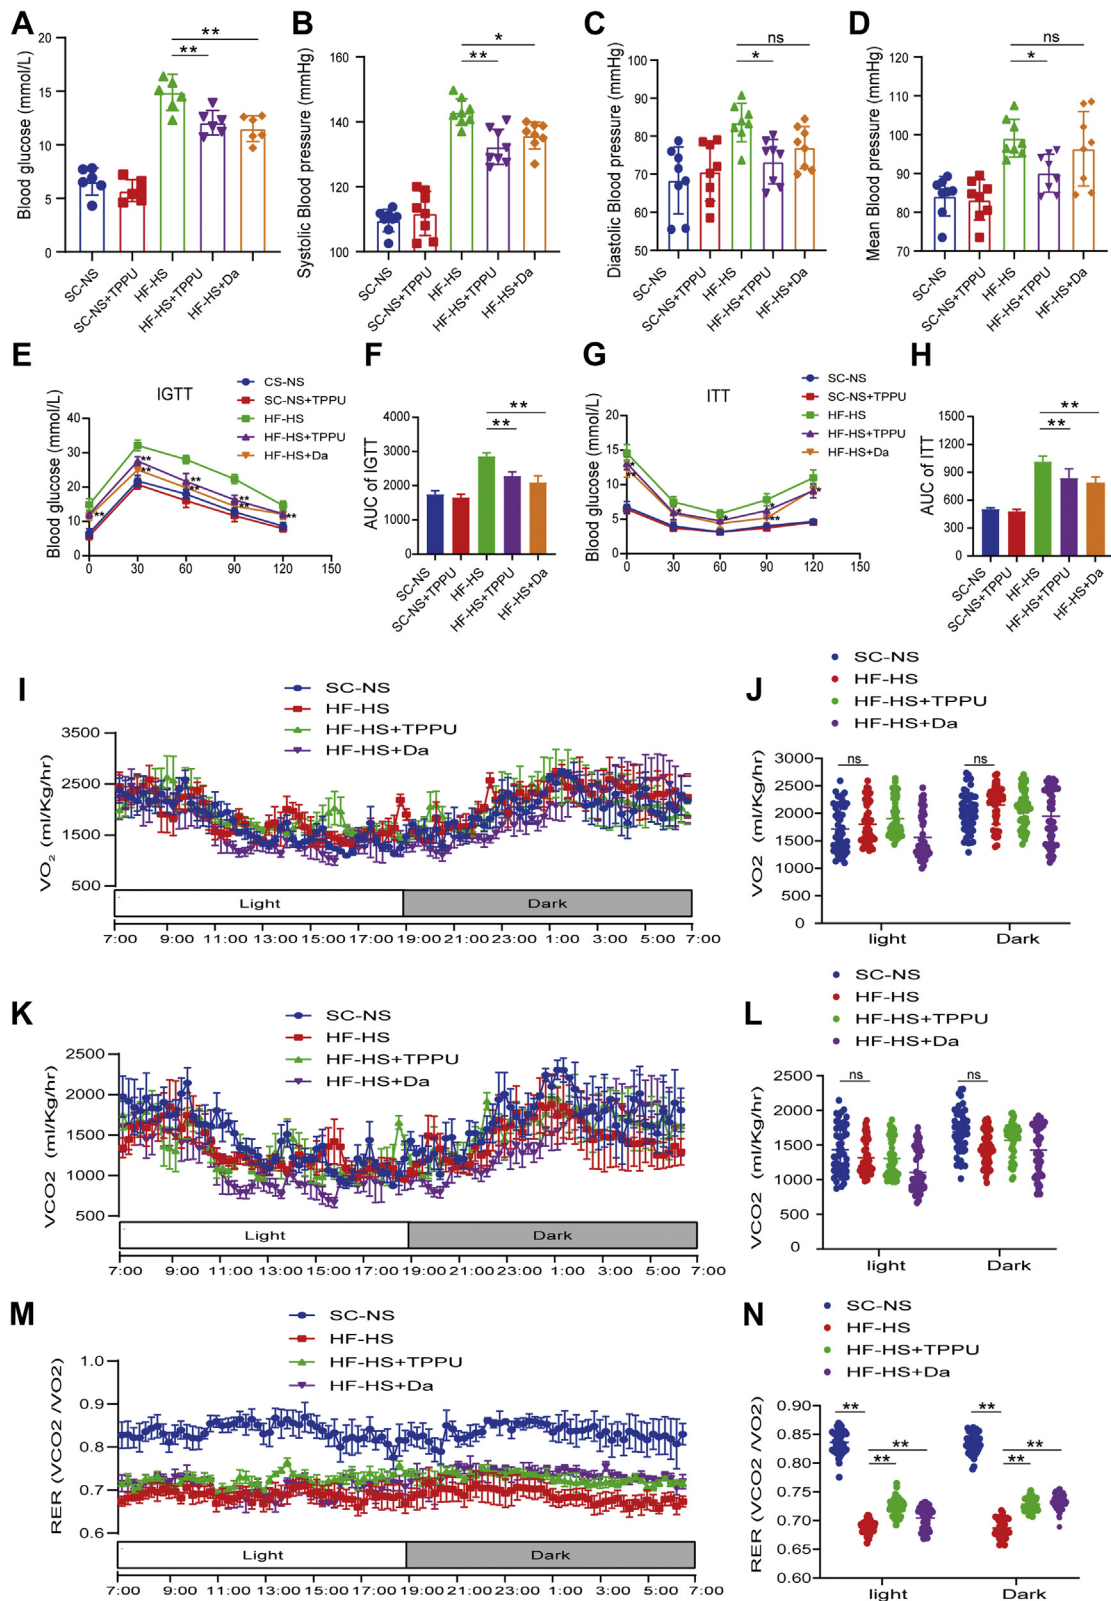 A
Blood glucose (mmol/L)
20
15
10
5
0
**
**
SC-NS
SC-NS+TPPU
HF-HS
HF-HS+TPPU
HF-HS+Da
B
Systolic Blood pressure (mmHg)
160
140
120
100
*
**
SC-NS
SC-NS+TPPU
HF-HS
HF-HS+TPPU
HF-HS+Da
C
Diastolic Blood pressure (mmHg)
100
90
80
70
60
50
ns
*
SC-NS
SC-NS+TPPU
HF-HS
HF-HS+TPPU
HF-HS+Da
D
Mean Blood pressure (mmHg)
120
110
100
90
80
70
ns
*
SC-NS
SC-NS+TPPU
HF-HS
HF-HS+TPPU
HF-HS+Da
E
IGTT
CS-NS
SC-NS+TPPU
HF-HS
HF-HS+TPPU
HF-HS+Da
Blood glucose (mmol/L)
40
30
20
10
0
**
**
**
**
**
**
**
**
0 30 60 90 120 150
F
AUC of IGTT
4000
3000
2000
1000
0
**
**
SC-NS
SC-NS+TPPU
HF-HS
HF-HS+TPPU
HF-HS+Da
G
ITT
SC-NS
SC-NS+TPPU
HF-HS
HF-HS+TPPU
HF-HS+Da
Blood glucose (mmol/L)
20
15
10
5
0
*
**
*
*
*
**
*
0 30 60 90 120 150
H
AUC of ITT
1500
1200
900
600
300
0
**
**
SC-NS
SC-NS+TPPU
HF-HS
HF-HS+TPPU
HF-HS+Da
I
SC-NS
HF-HS
HF-HS+TPPU
HF-HS+Da
VO2 (ml/Kg/hr)
3500
2500
1500
500
Light Dark
7:00 9:00 11:00 13:00 15:00 17:00 19:00 21:00 23:00 1:00 3:00 5:00 7:00
J
SC-NS
HF-HS
HF-HS+TPPU
HF-HS+Da
VO2 (ml/Kg/hr)
3000
2500
2000
1500
1000
500
0
ns ns
light Dark
K
SC-NS
HF-HS
HF-HS+TPPU
HF-HS+Da
VCO2 (ml/Kg/hr)
2500
2000
1500
1000
500
Light Dark
7:00 9:00 11:00 13:00 15:00 17:00 19:00 21:00 23:00 1:00 3:00 5:00 7:00
L
SC-NS
HF-HS
HF-HS+TPPU
HF-HS+Da
VCO2 (ml/Kg/hr)
2500
2000
1500
1000
500
0
ns ns
light Dark
M
SC-NS
HF-HS
HF-HS+TPPU
HF-HS+Da
RER (VCO2 /VO2)
1.0
0.9
0.8
0.7
0.6
Light Dark
7:00 9:00 11:00 13:00 15:00 17:00 19:00 21:00 23:00 1:00 3:00 5:00 7:00
N
SC-NS
HF-HS
HF-HS+TPPU
HF-HS+Da
RER (VCO2 /VO2)
0.90
0.85
0.80
0.75
0.70
0.65
0.60
** **
** **
** **
light Dark